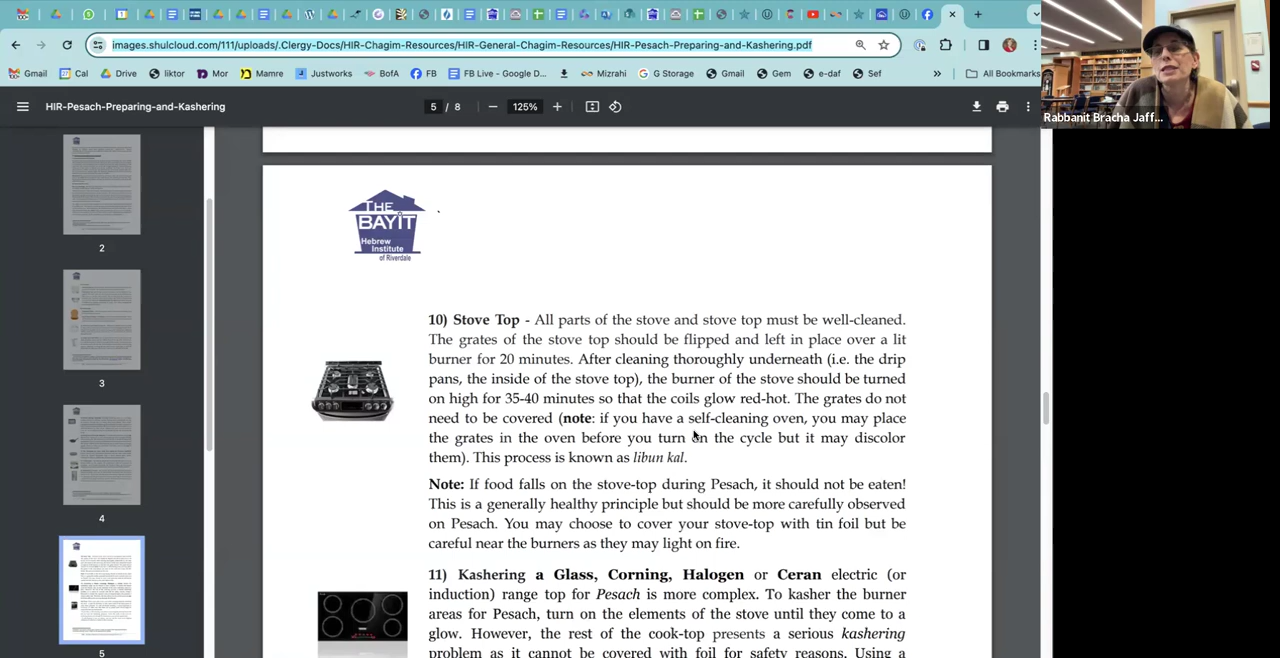 images.shulcloud.com/111/uploads/.Clergy-Docs/HIR-Chagim-Resources/HIR-General-Chagim-Resources/HIR-Pesach-Preparing-and-Kashering.pdf
Gmail Cal Drive liktor Mor Mamre Justworks BofA FB FB Live - Google D... Mizrahi G Storage Gmail Gem e-daf Sef » All Bookmarks
Rabbanit Bracha Jaff...
HIR-Pesach-Preparing-and-Kashering
5 / 8
125%
2
3
4
5
THE
BAYIT
Hebrew
Institute
of Riverdale
10) Stove Top - All parts of the stove and stove top must be well-cleaned.
The grates of the stove top should be flipped and left in place over a lit
burner for 20 minutes. After cleaning thoroughly underneath (i.e. the drip
pans, the inside of the stove top), the burner of the stove should be turned
on high for 35-40 minutes so that the coils glow red-hot. The grates do not
need to be covered (note: if you have a self-cleaning oven, you may place
the grates in the oven before you turn on the cycle but it may discolor
them). This process is known as libun kal.
Note: If food falls on the stove-top during Pesach, it should not be eaten!
This is a generally healthy principle but should be more carefully observed
on Pesach. You may choose to cover your stove-top with tin foil but be
careful near the burners as they may light on fire.
11) Kashering a Glass, Corning, Halogen or Ceran electric (or
induction) range top for Pesach is more complex. To kasher the burner
areas for Pesach, turn on the elements of the stove until they come to a
glow. However, the rest of the cook-top presents a serious kashering
problem as it cannot be covered with foil for safety reasons. Using a